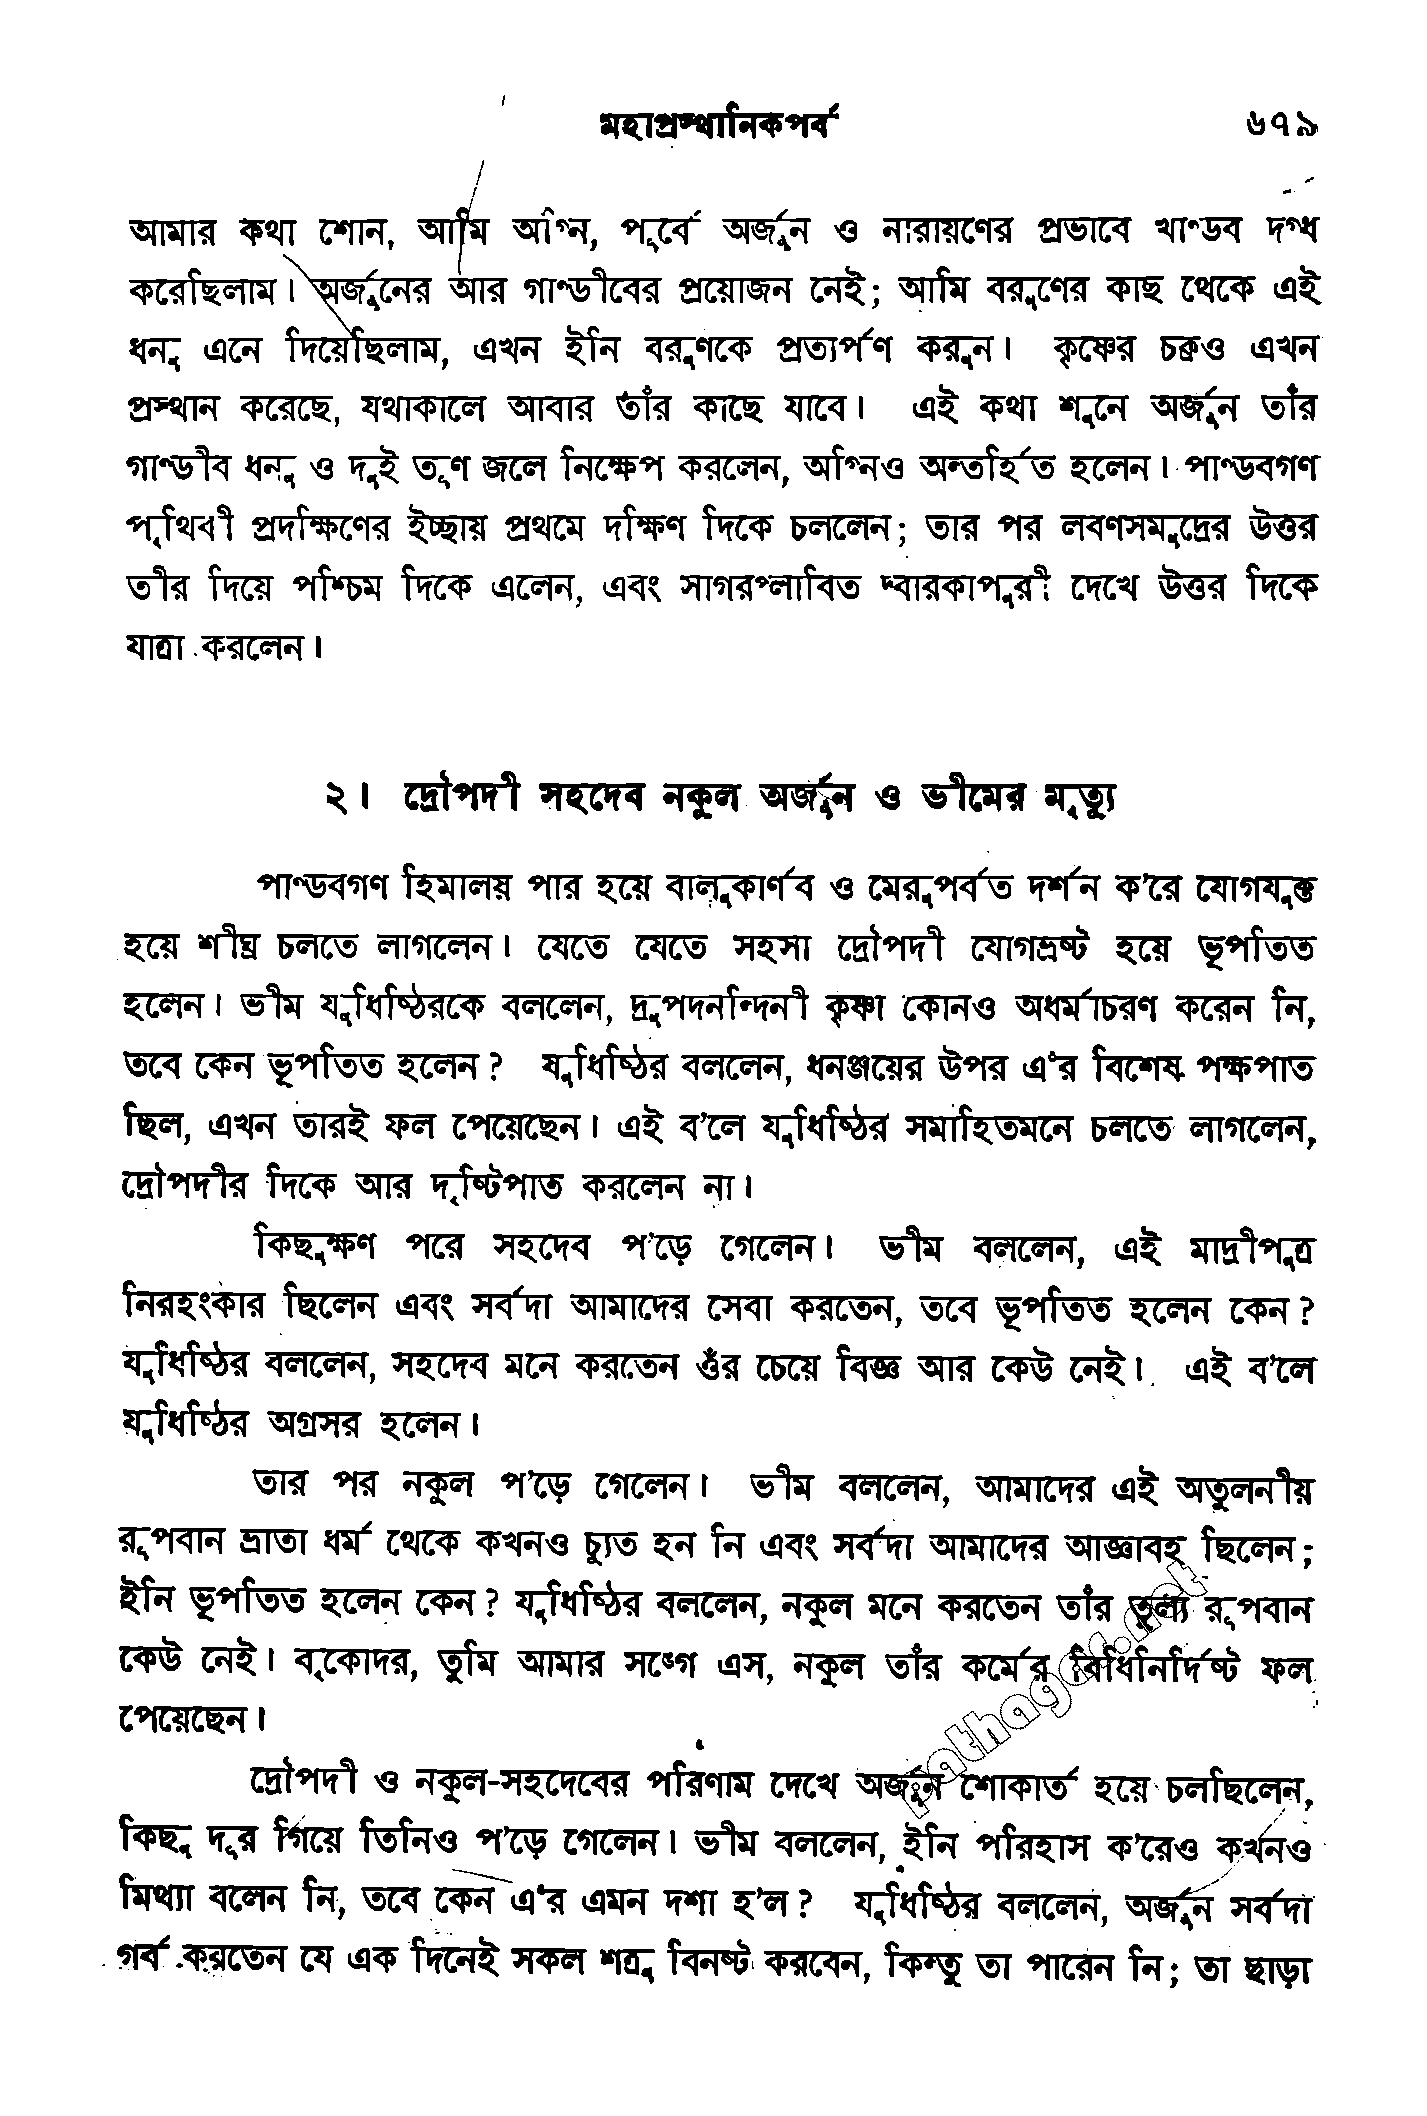 মহাপ্রস্থানিকপর্ব ৬৭৯
আমার কথা শোন, আমি অগ্নি, পূর্বে অর্জুন ও নারায়ণের প্রভাবে খাণ্ডব দগ্ধ
করেছিলাম। অর্জুনের আর গাণ্ডীবের প্রয়োজন নেই; আমি বরুণের কাছ থেকে এই
ধনু এনে দিয়েছিলাম, এখন ইনি বরুণকে প্রত্যর্পণ করুন। কৃষ্ণের চক্রও এখন
প্রস্থান করেছে, যথাকালে আবার তাঁর কাছে যাবে। এই কথা শুনে অর্জুন তাঁর
গাণ্ডীব ধনু ও দুই তূণ জলে নিক্ষেপ করলেন, অগ্নিও অন্তর্হিত হলেন। পাণ্ডবগণ
পৃথিবী প্রদক্ষিণের ইচ্ছায় প্রথমে দক্ষিণ দিকে চললেন; তার পর লবণসমুদ্রের উত্তর
তীর দিয়ে পশ্চিম দিকে এলেন, এবং সাগরপ্লাবিত দ্বারকাপুরী দেখে উত্তর দিকে
যাত্রা করলেন।
২। দ্রৌপদী সহদেব নকুল অর্জুন ও ভীমের মৃত্যু
পাণ্ডবগণ হিমালয় পার হয়ে বালুকার্ণব ও মেরুপর্বত দর্শন ক'রে যোগযুক্ত
হয়ে শীঘ্র চলতে লাগলেন। যেতে যেতে সহসা দ্রৌপদী যোগভ্রষ্ট হয়ে ভূপতিত
হলেন। ভীম যুধিষ্ঠিরকে বললেন, দ্রুপদনন্দিনী কৃষ্ণা কোনও অধর্মাচরণ করেন নি,
তবে কেন ভূপতিত হলেন? যুধিষ্ঠির বললেন, ধনঞ্জয়ের উপর এঁর বিশেষ পক্ষপাত
ছিল, এখন তারই ফল পেয়েছেন। এই ব'লে যুধিষ্ঠির সমাহিতমনে চলতে লাগলেন,
দ্রৌপদীর দিকে আর দৃষ্টিপাত করলেন না।
কিছুক্ষণ পরে সহদেব প'ড়ে গেলেন। ভীম বললেন, এই মাদ্রীপুত্র
নিরহংকার ছিলেন এবং সর্বদা আমাদের সেবা করতেন, তবে ভূপতিত হলেন কেন?
যুধিষ্ঠির বললেন, সহদেব মনে করতেন ওঁর চেয়ে বিজ্ঞ আর কেউ নেই। এই ব'লে
যুধিষ্ঠির অগ্রসর হলেন।
তার পর নকুল প'ড়ে গেলেন। ভীম বললেন, আমাদের এই অতুলনীয়
রূপবান ভ্রাতা ধর্ম থেকে কখনও চ্যুত হন নি এবং সর্বদা আমাদের আজ্ঞাবহ ছিলেন;
ইনি ভূপতিত হলেন কেন? যুধিষ্ঠির বললেন, নকুল মনে করতেন তাঁর তুল্য রূপবান
কেউ নেই। বৃকোদর, তুমি আমার সঙ্গে এস, নকুল তাঁর কর্মের বিধিনির্দিষ্ট ফল
পেয়েছেন।
দ্রৌপদী ও নকুল-সহদেবের পরিণাম দেখে অর্জুন শোকার্ত হয়ে চলছিলেন,
কিছু দূর গিয়ে তিনিও প'ড়ে গেলেন। ভীম বললেন, ইনি পরিহাস ক'রেও কখনও
মিথ্যা বলেন নি, তবে কেন এঁর এমন দশা হ'ল? যুধিষ্ঠির বললেন, অর্জুন সর্বদা
গর্ব করতেন যে এক দিনেই সকল শত্রু বিনষ্ট করবেন, কিন্তু তা পারেন নি; তা ছাড়া
pathagar.net